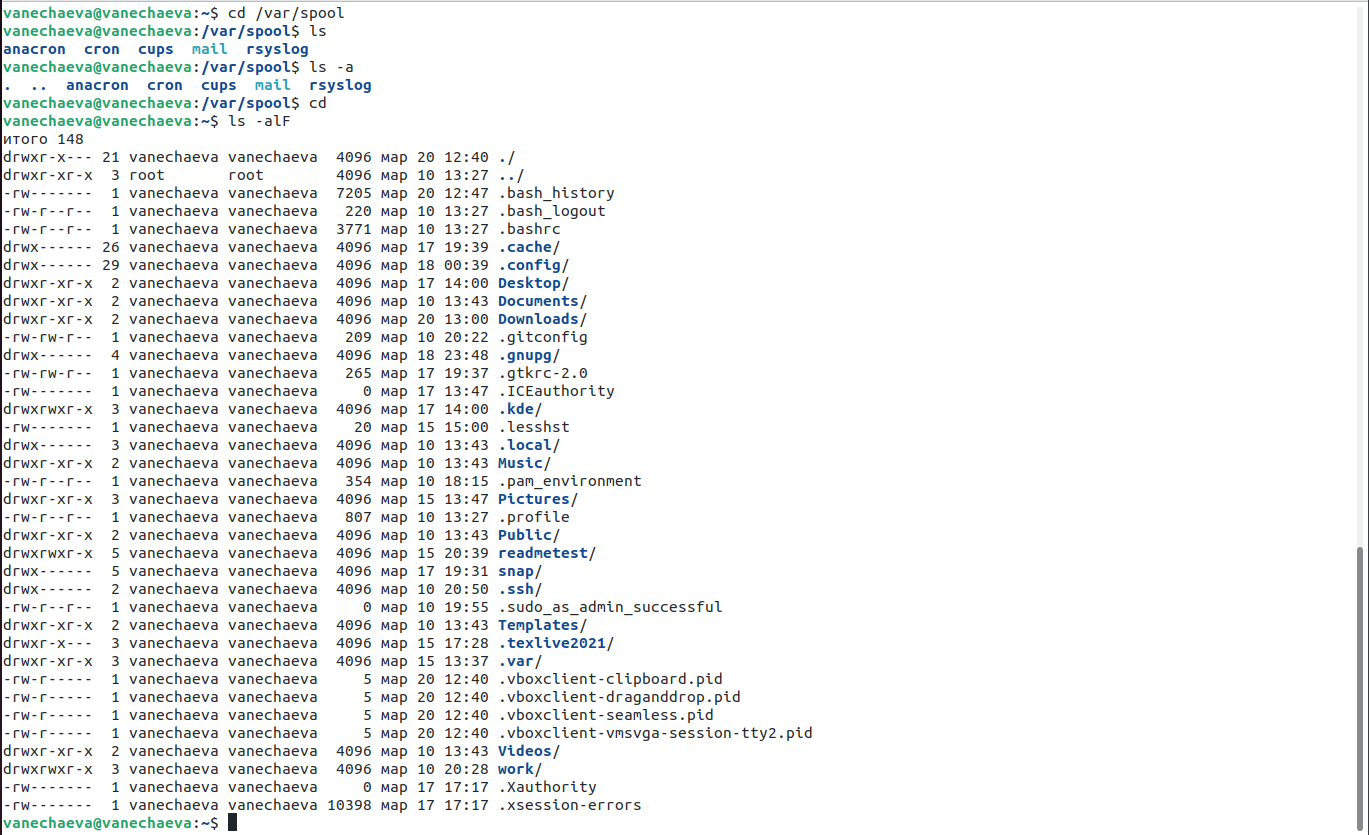 vanechaeva@vanechaeva:~$ cd /var/spool
vanechaeva@vanechaeva:/var/spool$ ls
anacron  cron  cups  mail  rsyslog
vanechaeva@vanechaeva:/var/spool$ ls -a
.  ..  anacron  cron  cups  mail  rsyslog
vanechaeva@vanechaeva:/var/spool$ cd
vanechaeva@vanechaeva:~$ ls -alF
итого 148
drwxr-x--- 21 vanechaeva vanechaeva  4096 мар 20 12:40 ./
drwxr-xr-x  3 root       root        4096 мар 10 13:27 ../
-rw-------  1 vanechaeva vanechaeva  7205 мар 20 12:47 .bash_history
-rw-r--r--  1 vanechaeva vanechaeva   220 мар 10 13:27 .bash_logout
-rw-r--r--  1 vanechaeva vanechaeva  3771 мар 10 13:27 .bashrc
drwx------ 26 vanechaeva vanechaeva  4096 мар 17 19:39 .cache/
drwx------ 29 vanechaeva vanechaeva  4096 мар 18 00:39 .config/
drwxr-xr-x  2 vanechaeva vanechaeva  4096 мар 17 14:00 Desktop/
drwxr-xr-x  2 vanechaeva vanechaeva  4096 мар 10 13:43 Documents/
drwxr-xr-x  2 vanechaeva vanechaeva  4096 мар 20 13:00 Downloads/
-rw-rw-r--  1 vanechaeva vanechaeva   209 мар 10 20:22 .gitconfig
drwx------  4 vanechaeva vanechaeva  4096 мар 18 23:48 .gnupg/
-rw-rw-r--  1 vanechaeva vanechaeva   265 мар 17 19:37 .gtkrc-2.0
-rw-------  1 vanechaeva vanechaeva     0 мар 17 13:47 .ICEauthority
drwxrwxr-x  3 vanechaeva vanechaeva  4096 мар 17 14:00 .kde/
-rw-------  1 vanechaeva vanechaeva    20 мар 15 15:00 .lesshst
drwx------  3 vanechaeva vanechaeva  4096 мар 10 13:43 .local/
drwxr-xr-x  2 vanechaeva vanechaeva  4096 мар 10 13:43 Music/
-rw-r--r--  1 vanechaeva vanechaeva   354 мар 10 18:15 .pam_environment
drwxr-xr-x  3 vanechaeva vanechaeva  4096 мар 15 13:47 Pictures/
-rw-r--r--  1 vanechaeva vanechaeva   807 мар 10 13:27 .profile
drwxr-xr-x  2 vanechaeva vanechaeva  4096 мар 10 13:43 Public/
drwxrwxr-x  5 vanechaeva vanechaeva  4096 мар 15 20:39 readmetest/
drwx------  5 vanechaeva vanechaeva  4096 мар 17 19:31 snap/
drwx------  2 vanechaeva vanechaeva  4096 мар 10 20:50 .ssh/
-rw-r--r--  1 vanechaeva vanechaeva     0 мар 10 19:55 .sudo_as_admin_successful
drwxr-xr-x  2 vanechaeva vanechaeva  4096 мар 10 13:43 Templates/
drwxr-x---  3 vanechaeva vanechaeva  4096 мар 15 17:28 .texlive2021/
drwxr-xr-x  3 vanechaeva vanechaeva  4096 мар 15 13:37 .var/
-rw-r-----  1 vanechaeva vanechaeva     5 мар 20 12:40 .vboxclient-clipboard.pid
-rw-r-----  1 vanechaeva vanechaeva     5 мар 20 12:40 .vboxclient-draganddrop.pid
-rw-r-----  1 vanechaeva vanechaeva     5 мар 20 12:40 .vboxclient-seamless.pid
-rw-r-----  1 vanechaeva vanechaeva     5 мар 20 12:40 .vboxclient-vmsvga-session-tty2.pid
drwxr-xr-x  2 vanechaeva vanechaeva  4096 мар 10 13:43 Videos/
drwxrwxr-x  3 vanechaeva vanechaeva  4096 мар 10 20:28 work/
-rw-------  1 vanechaeva vanechaeva     0 мар 17 17:17 .Xauthority
-rw-------  1 vanechaeva vanechaeva 10398 мар 17 17:17 .xsession-errors
vanechaeva@vanechaeva:~$